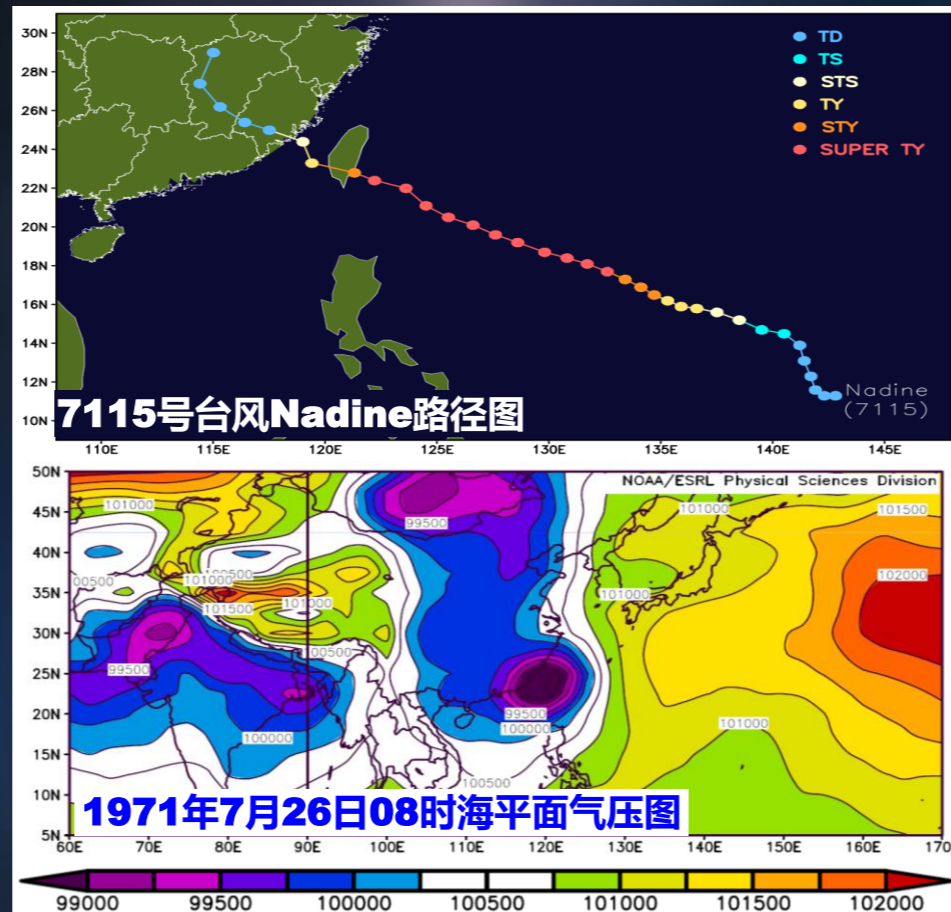 30N
28N
26N
24N
22N
20N
18N
16N
14N
12N
10N
TD
TS
STS
TY
STY
SUPER TY
Nadine
(7115)
7115号台风Nadine路径图
110E 115E 120E 125E 130E 135E 140E 145E
NOAA/ESRL Physical Sciences Division
50N
45N
40N
35N
30N
25N
20N
15N
10N
5N
101000
99500
101000
101500
00500
100500
101000
102000
101500
101000
101000
100500
99500
99500
100000
100000
101000
100500
1971年7月26日08时海平面气压图
60E 70E 80E 90E 100E 110E 120E 130E 140E 150E 160E 170
99000 99500 100000 100500 101000 101500 102000